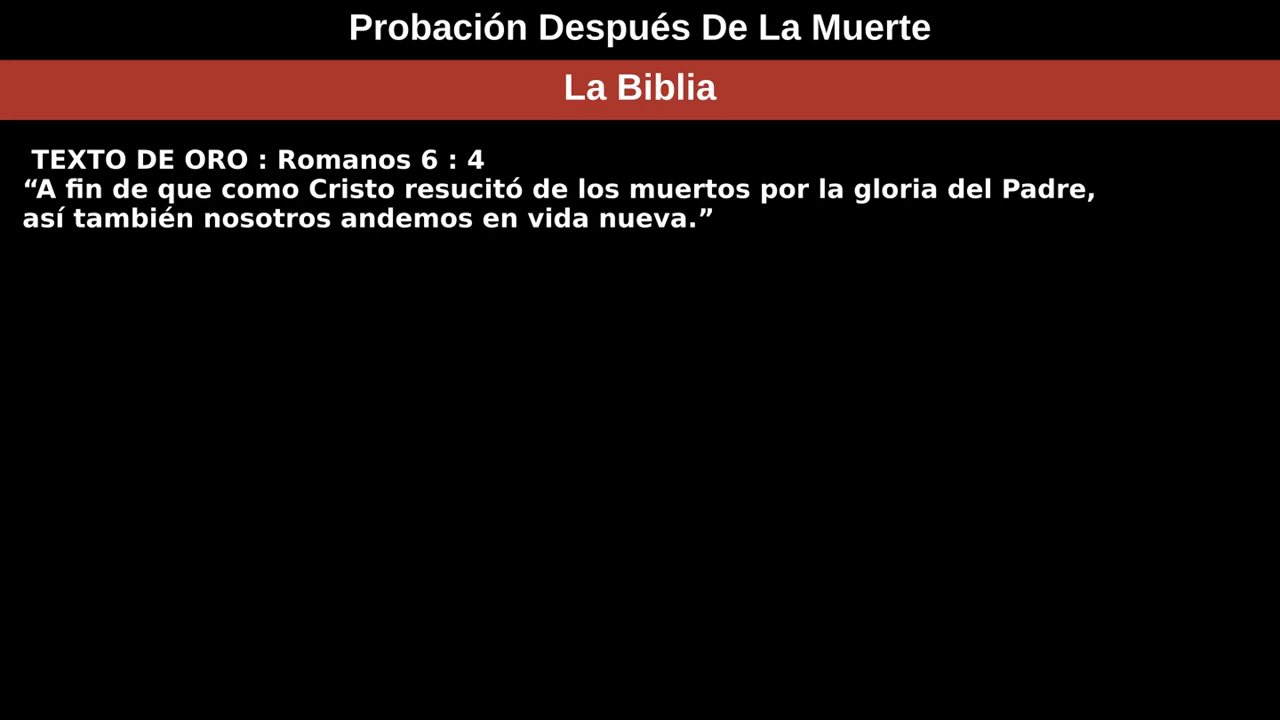 Probación Después De La Muerte
La Biblia
TEXTO DE ORO : Romanos 6 : 4
“A fin de que como Cristo resucitó de los muertos por la gloria del Padre,
así también nosotros andemos en vida nueva.”